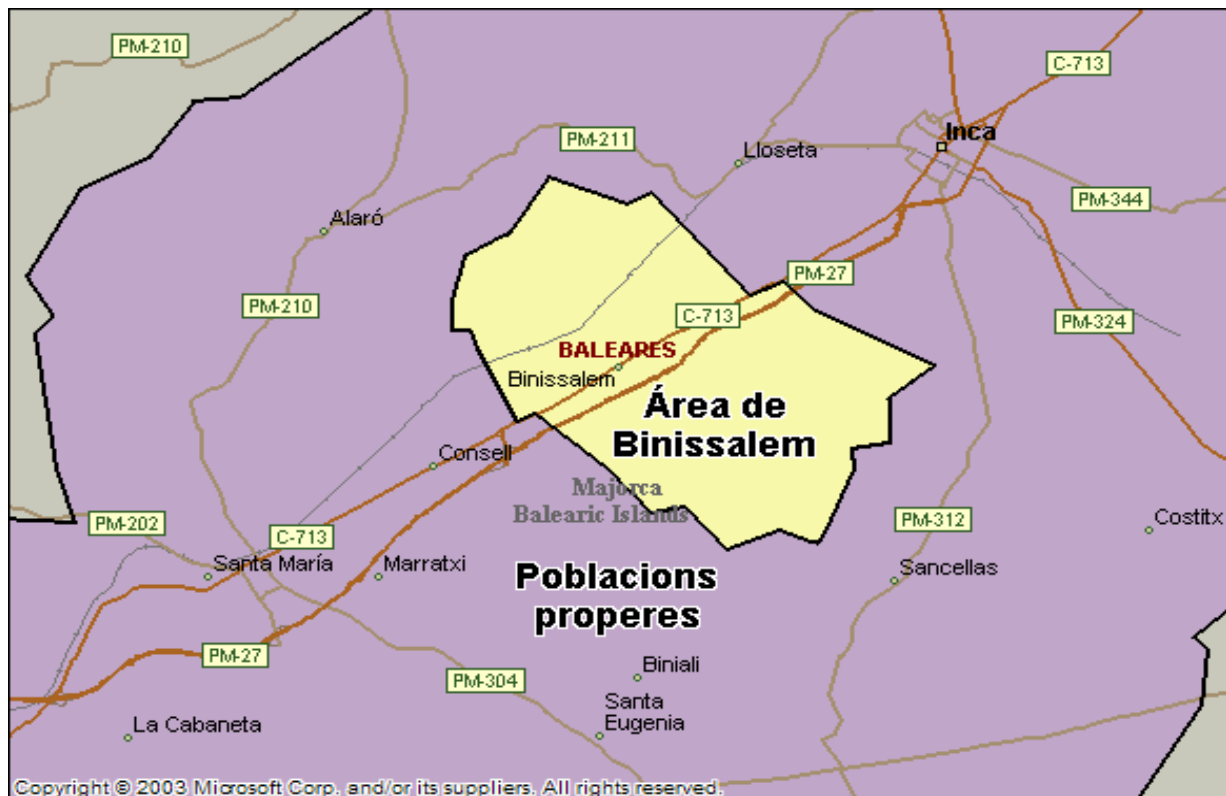 PM-210
C-713
Inca
PM-211
Lloseta
PM-344
Alaró
PM-27
PM-210
C-713
PM-324
BALEARES
Binissalem
Área de
Binissalem
Consell
Majorca
Balearic Islands
PM-202
C-713
PM-312
Costitx
Santa María
Marratxi
Poblacions
properes
Sancellas
PM-27
PM-304
Biniali
Santa
Eugenia
La Cabaneta
Copyright © 2003 Microsoft Corp. and/or its suppliers. All rights reserved.